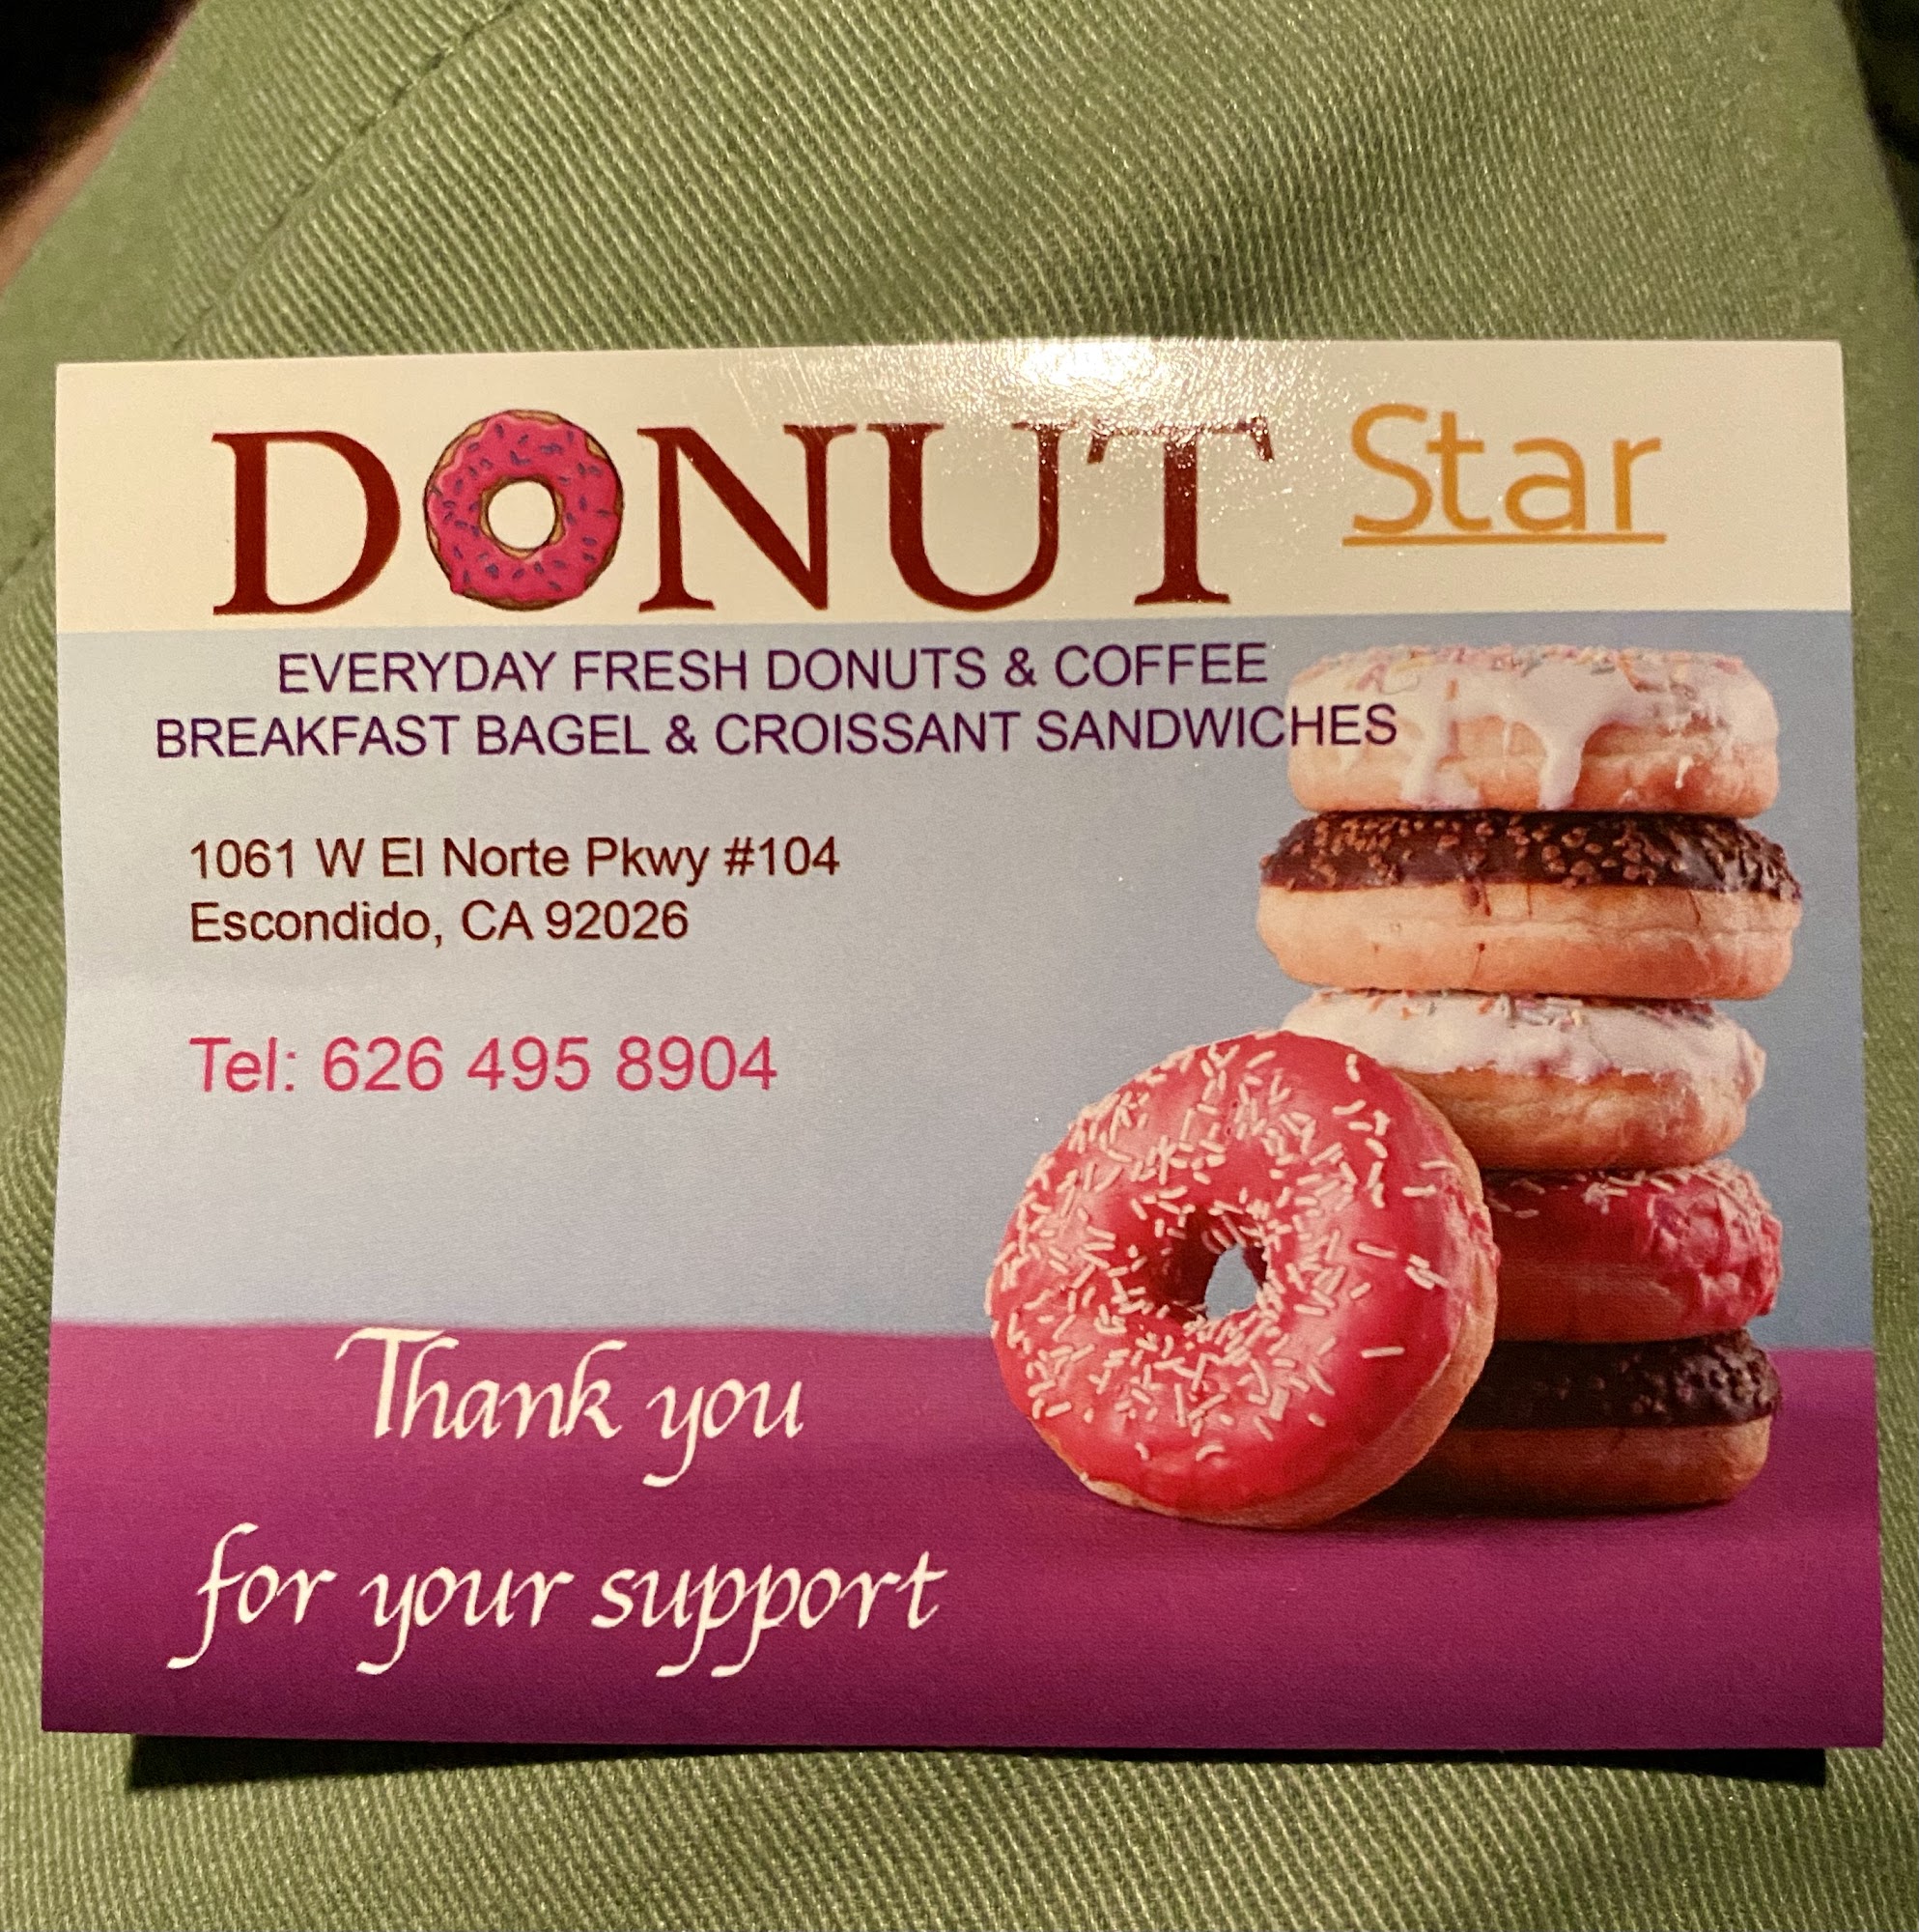 DONUT Star
EVERYDAY FRESH DONUTS & COFFEE
BREAKFAST BAGEL & CROISSANT SANDWICHES
1061 W El Norte Pkwy #104
Escondido, CA 92026
Tel: 626 495 8904
Thank you
for your support